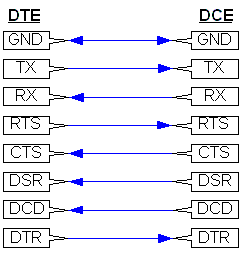 DTE DCE
GND GND
TX TX
RX RX
RTS RTS
CTS CTS
DSR DSR
DCD DCD
DTR DTR